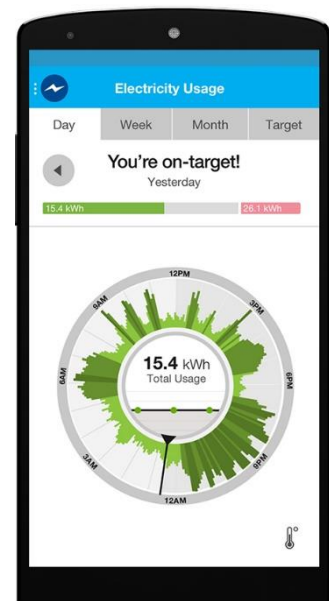 Electricity Usage
Day Week Month Target
You're on-target!
Yesterday
15.4 kWh 26.1 kWh
12PM
9AM 3PM
15.4 kWh
Total Usage
6AM 6PM
3AM 9PM
12AM